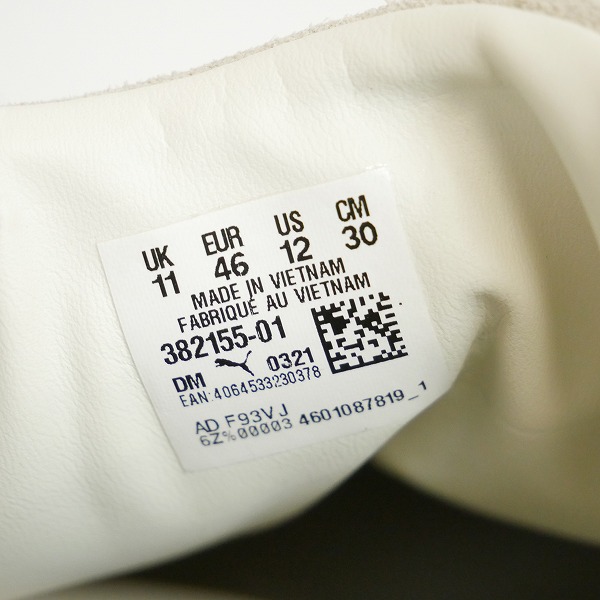 UK EUR US CM
11 46 12 30
MADE IN VIETNAM
FABRIQUÉ AU VIETNAM
382155-01
DM 0321
EAN:4064533230378
AD F93VJ
6Z%00003 4601087819_1